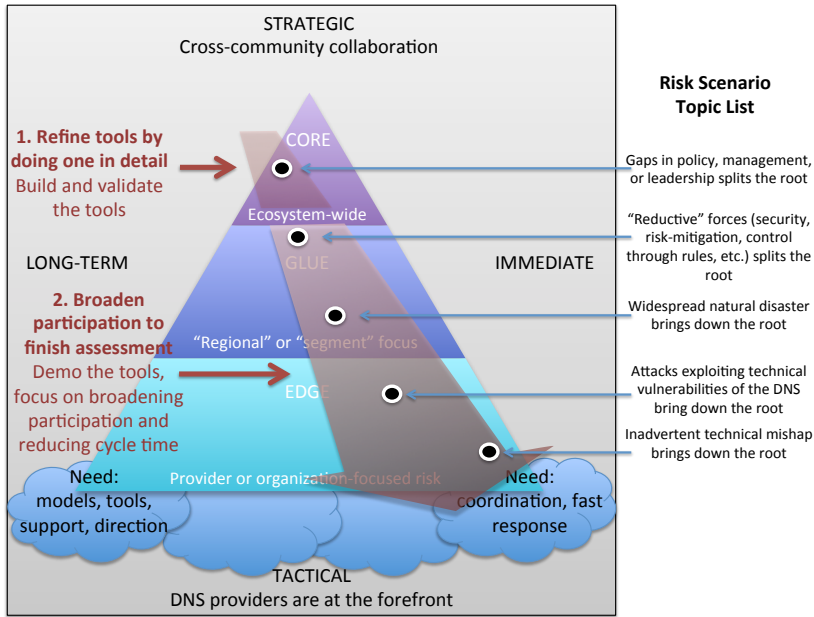 STRATEGIC
Cross-community collaboration
Risk Scenario
Topic List
1. Refine tools by
doing one in detail
Build and validate
the tools
CORE
Ecosystem-wide
Gaps in policy, management,
or leadership splits the root
“Reductive” forces (security,
risk-mitigation, control
through rules, etc.) splits the
root
LONG-TERM
GLUE
IMMEDIATE
2. Broaden
participation to
finish assessment
Demo the tools,
focus on broadening
participation and
reducing cycle time
“Regional” or “segment” focus
Widespread natural disaster
brings down the root
EDGE
Attacks exploiting technical
vulnerabilities of the DNS
bring down the root
Inadvertent technical mishap
brings down the root
Provider or organization-focused risk
Need:
models, tools,
support, direction
Need:
coordination, fast
response
TACTICAL
DNS providers are at the forefront